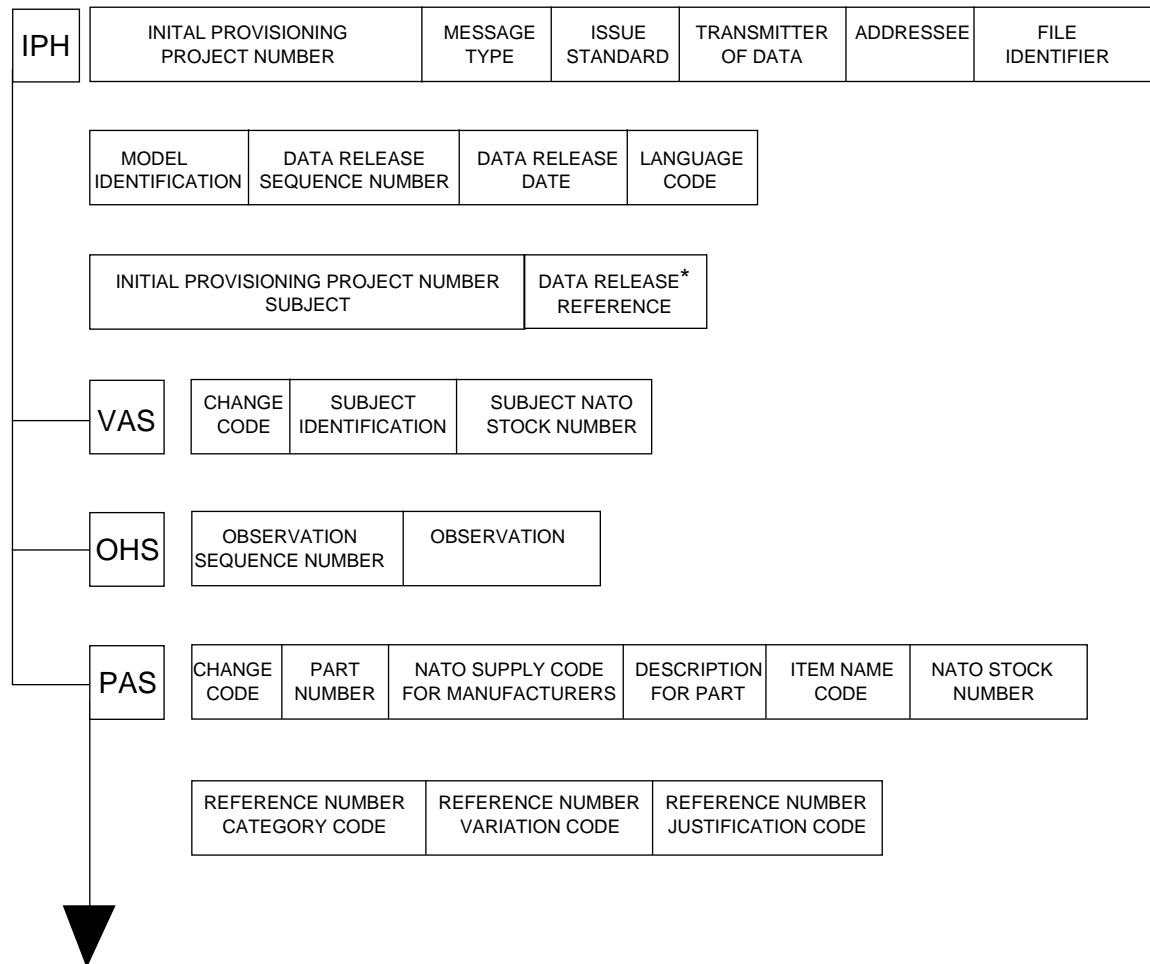 IPH
INITAL PROVISIONING
PROJECT NUMBER
MESSAGE
TYPE
ISSUE
STANDARD
TRANSMITTER
OF DATA
ADDRESSEE
FILE
IDENTIFIER
MODEL
IDENTIFICATION
DATA RELEASE
SEQUENCE NUMBER
DATA RELEASE
DATE
LANGUAGE
CODE
INITIAL PROVISIONING PROJECT NUMBER
SUBJECT
DATA RELEASE*
REFERENCE
VAS
CHANGE
CODE
SUBJECT
IDENTIFICATION
SUBJECT NATO
STOCK NUMBER
OHS
OBSERVATION
SEQUENCE NUMBER
OBSERVATION
PAS
CHANGE
CODE
PART
NUMBER
NATO SUPPLY CODE
FOR MANUFACTURERS
DESCRIPTION
FOR PART
ITEM NAME
CODE
NATO STOCK
NUMBER
REFERENCE NUMBER
CATEGORY CODE
REFERENCE NUMBER
VARIATION CODE
REFERENCE NUMBER
JUSTIFICATION CODE